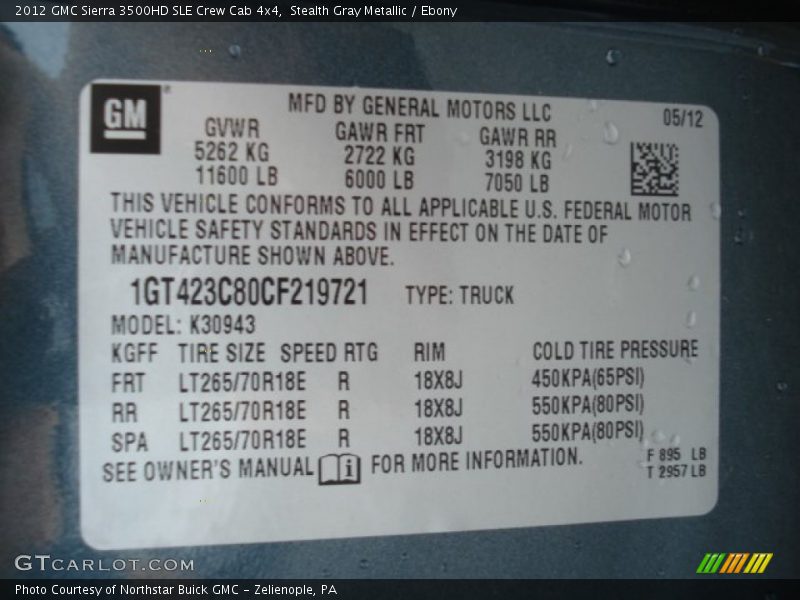 2012 GMC Sierra 3500HD SLE Crew Cab 4x4,  Stealth Gray Metallic / Ebony
GM
MFD BY GENERAL MOTORS LLC 05/12
GVWR GAWR FRT GAWR RR
5262 KG 2722 KG 3198 KG
11600 LB 6000 LB 7050 LB
THIS VEHICLE CONFORMS TO ALL APPLICABLE U.S. FEDERAL MOTOR
VEHICLE SAFETY STANDARDS IN EFFECT ON THE DATE OF
MANUFACTURE SHOWN ABOVE.
1GT423C80CF219721 TYPE: TRUCK
MODEL: K30943
KGFF TIRE SIZE SPEED RTG RIM COLD TIRE PRESSURE
FRT LT265/70R18E R 18X8J 450KPA(65PSI)
RR LT265/70R18E R 18X8J 550KPA(80PSI)
SPA LT265/70R18E R 18X8J 550KPA(80PSI)
SEE OWNER'S MANUAL i FOR MORE INFORMATION.
F 895 LB
T 2957 LB
GTCARLOT.COM
Photo Courtesy of Northstar Buick GMC - Zelienople, PA